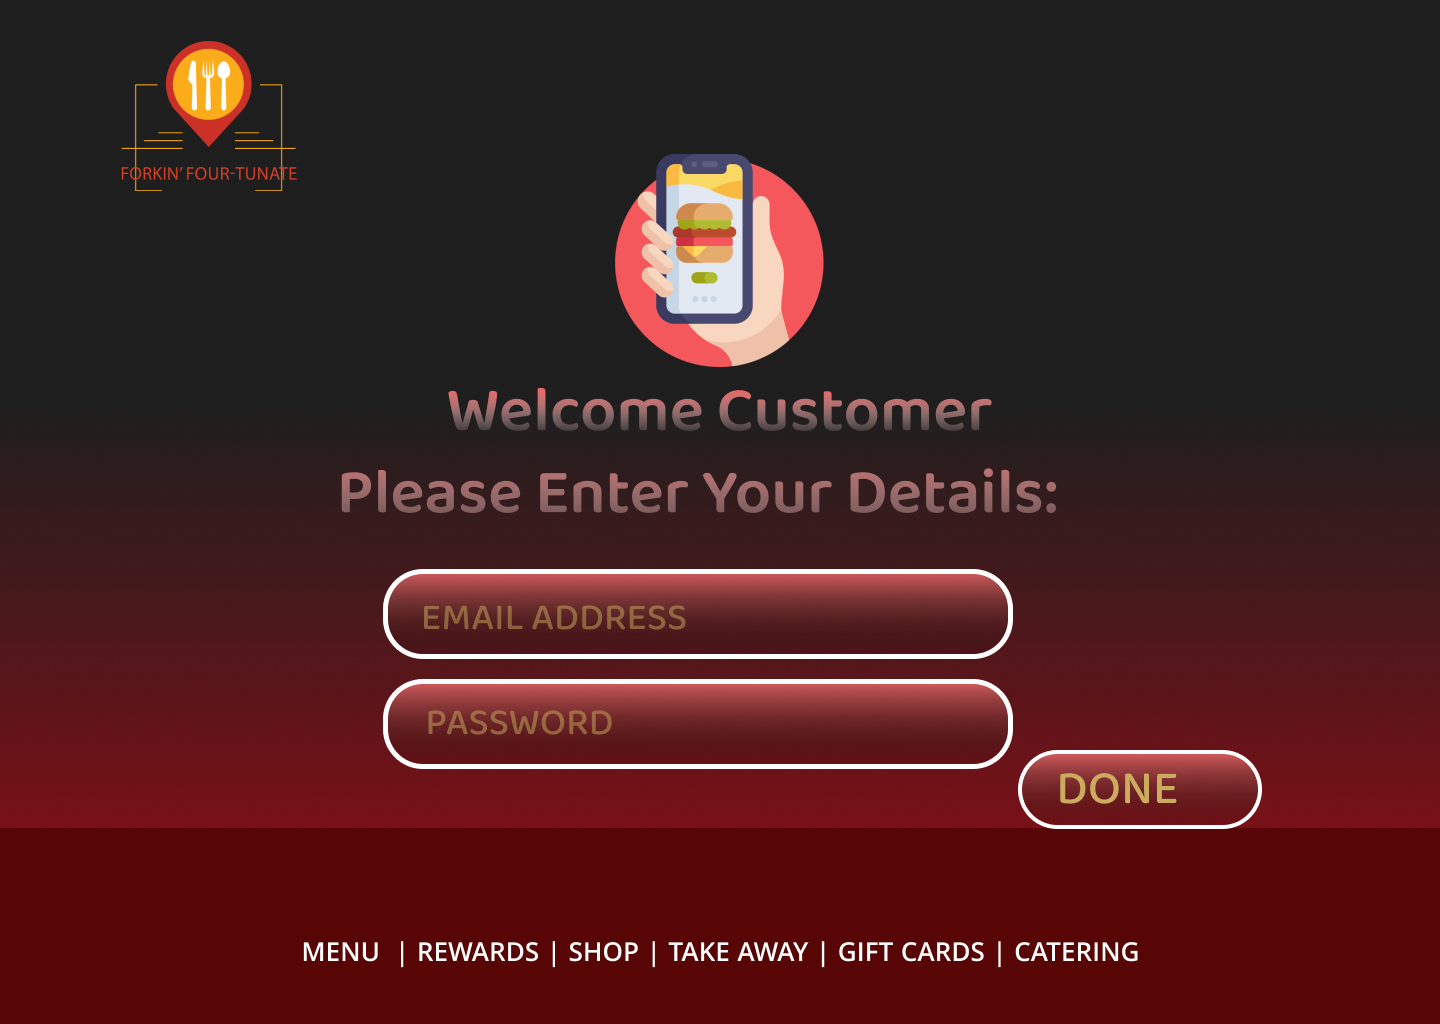 FORKIN' FOUR-TUNATE
Welcome Customer
Please Enter Your Details:
EMAIL ADDRESS
PASSWORD
DONE
MENU | REWARDS | SHOP | TAKE AWAY | GIFT CARDS | CATERING